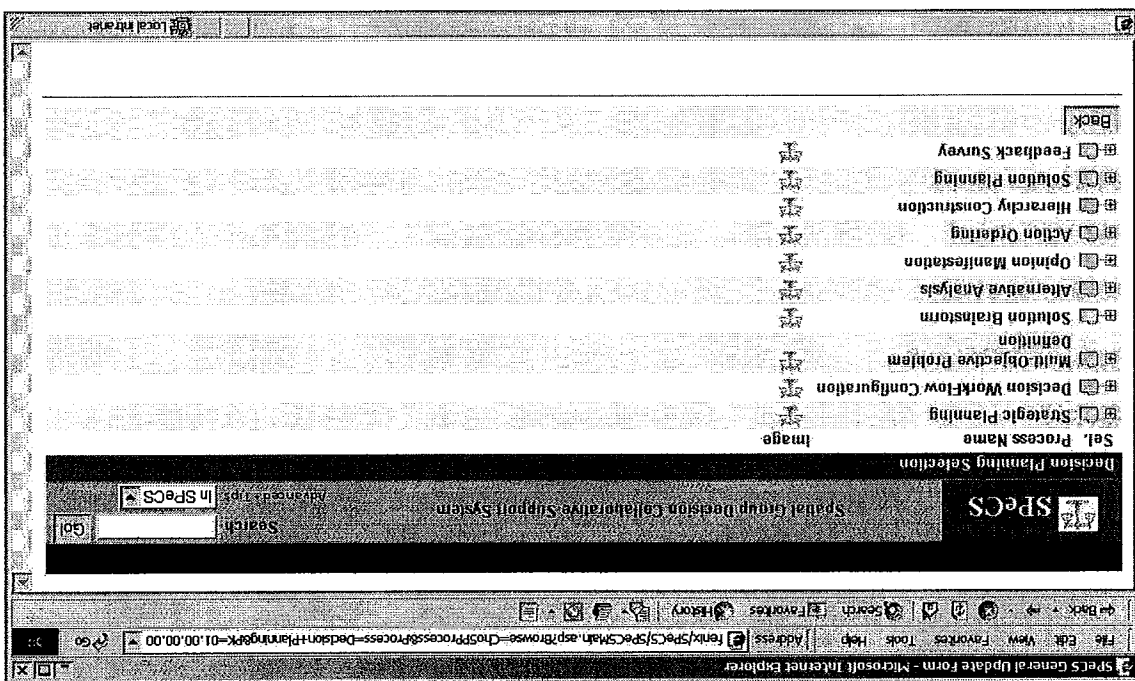 SPeCS General Update Form - Microsoft Internet Explorer
File Edit View Favorites Tools Help Address fenix/SPeCS/SPeCSMain.asp?Browse=ChoSPProcess&Process=Decision+Planning&PK=01.00.00.00 Go
Back Search Favorites History
SPeCS
Spatial Group Decision Collaborative Support System
Search
Go!
Advanced - Tips In SPeCS
Decision Planning Selection
Sel. Process Name Image
Strategic Planning
Decision WorkFlow Configuration
Multi-Objective Problem
Definition
Solution Brainstorm
Alternative Analysis
Opinion Manifestation
Action Ordering
Hierarchy Construction
Solution Planning
Feedback Survey
Back
Local intranet